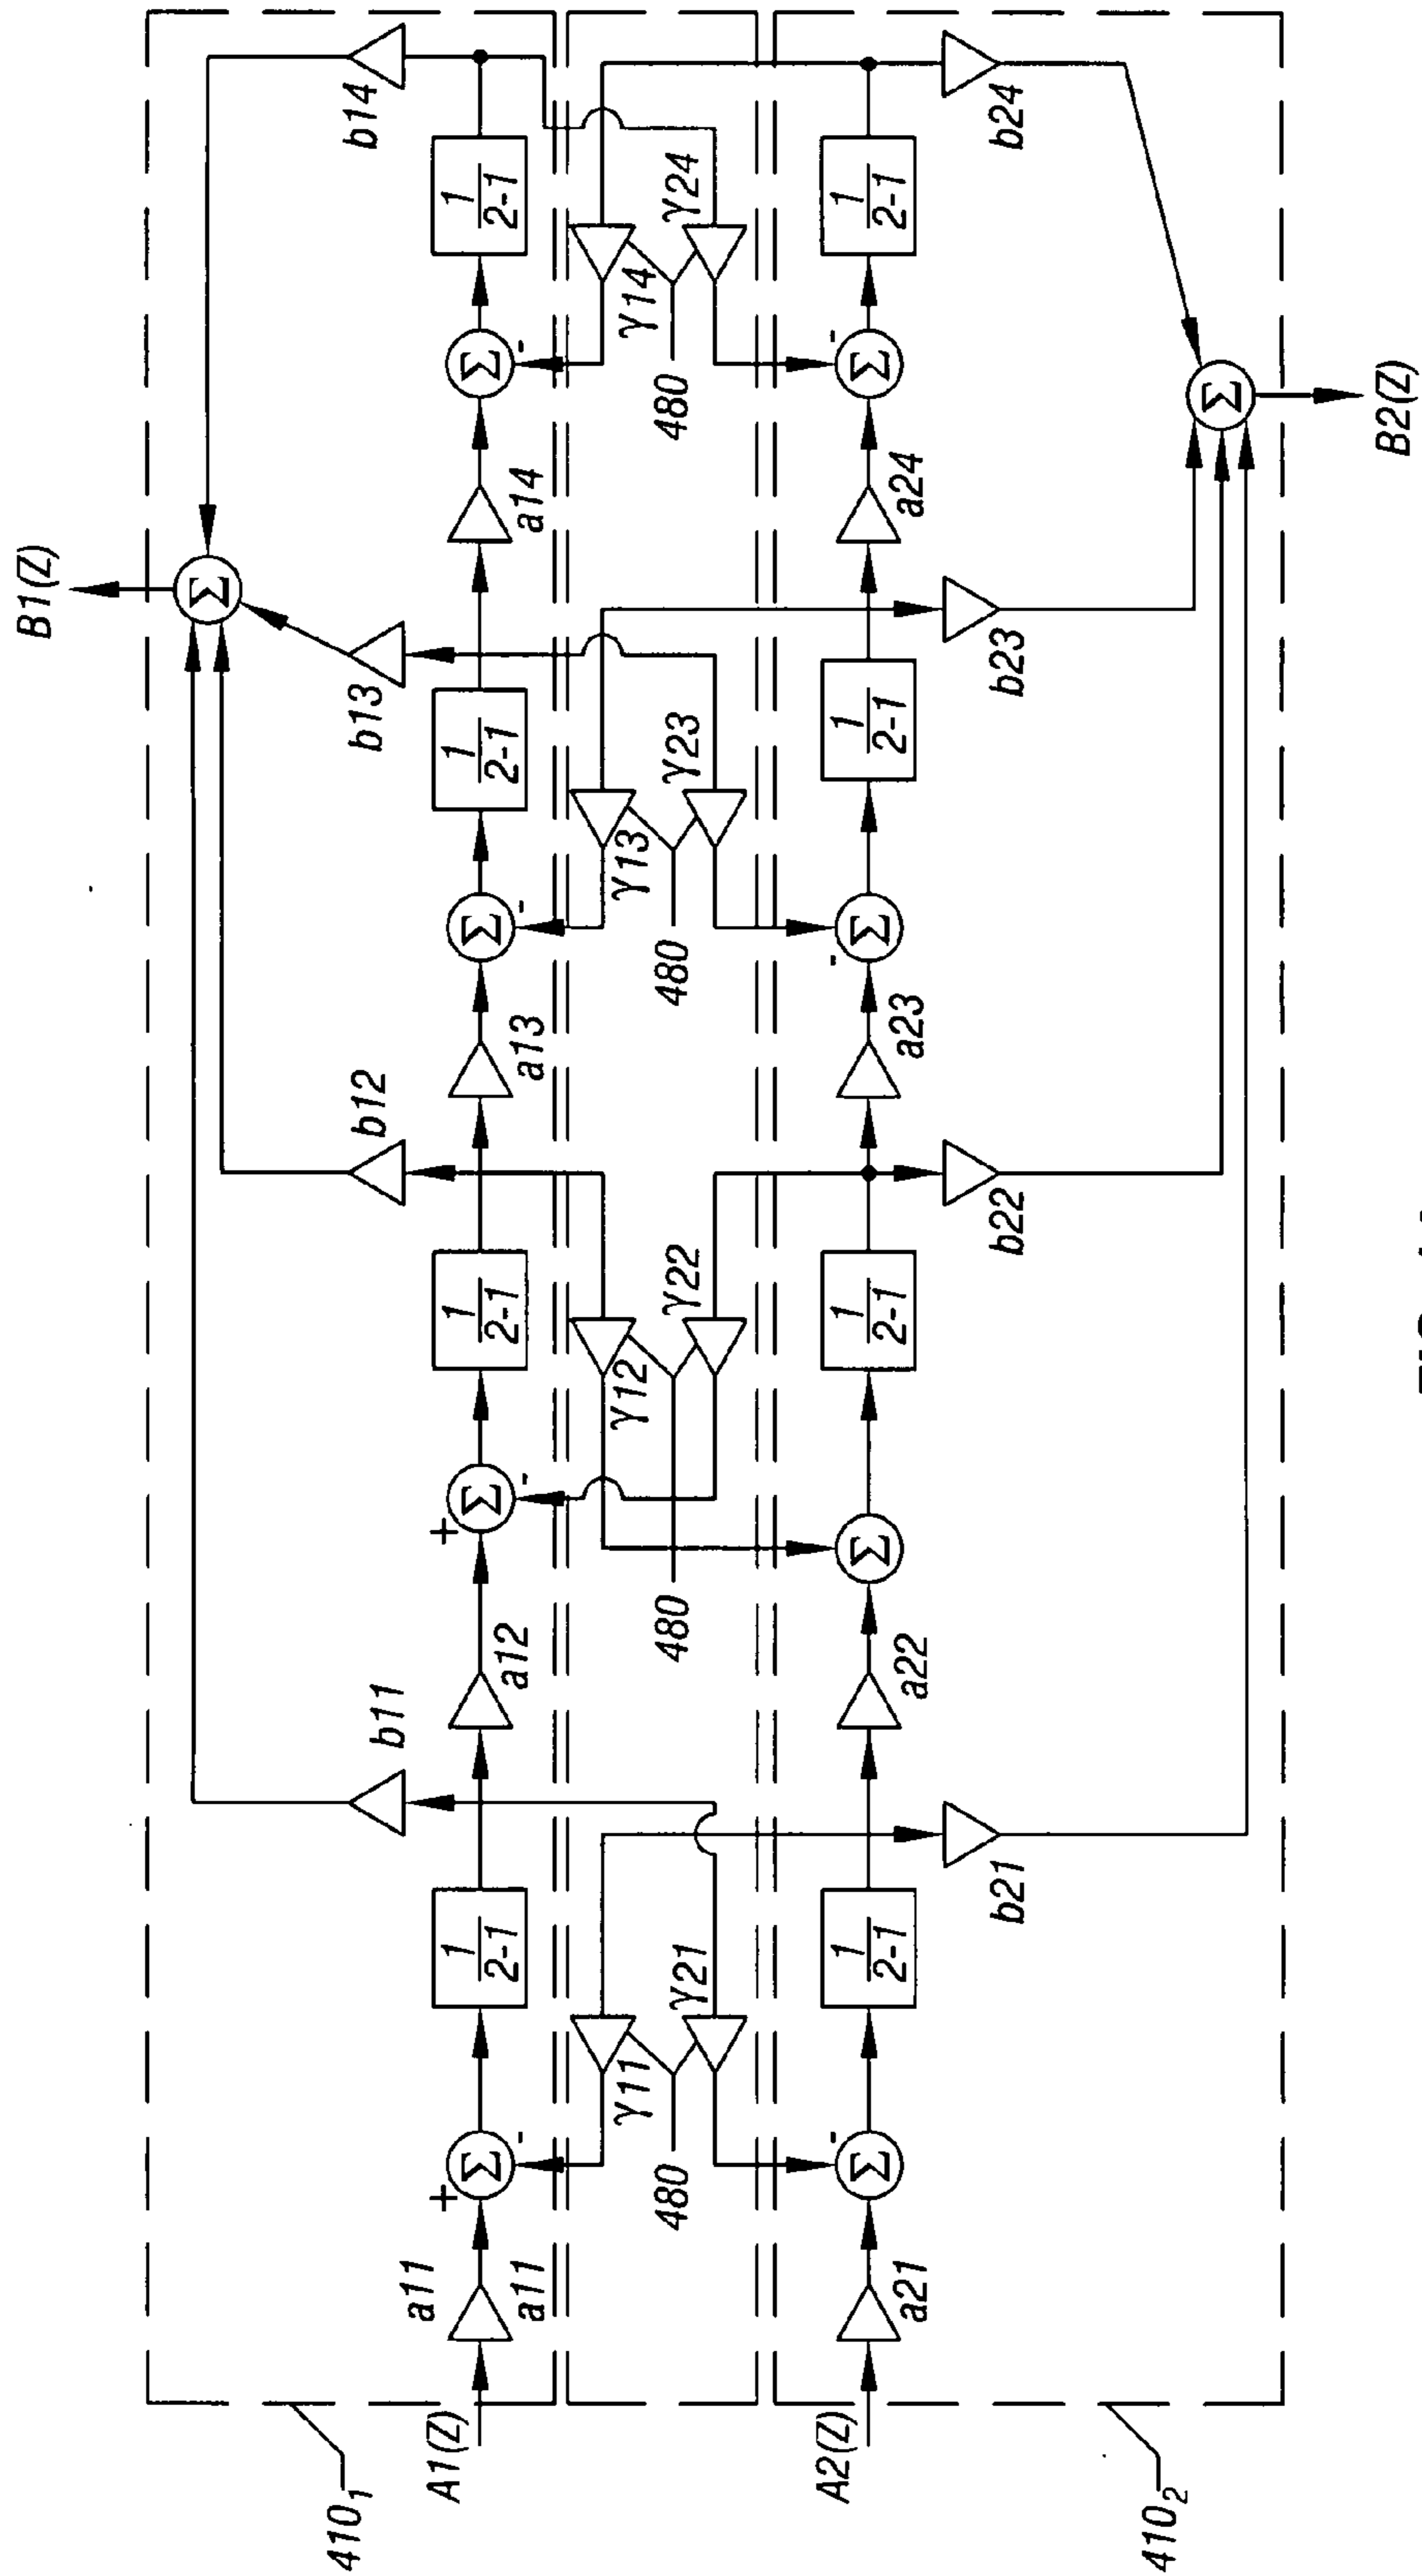 B1(Z)
b11
b12
b13
b14
410₁
A1(Z)
a11
a11
+
Σ
-
1
2-1
a12
+
Σ
-
1
2-1
a13
Σ
-
1
2-1
a14
Σ
-
1
2-1
γ11
480
γ21
γ12
480
γ22
γ13
480
γ23
γ14
480
γ24
A2(Z)
a21
Σ
-
1
2-1
a22
Σ
1
2-1
a23
Σ
-
1
2-1
a24
Σ
-
1
2-1
410₂
b21
b22
b23
b24
Σ
Σ
B2(Z)